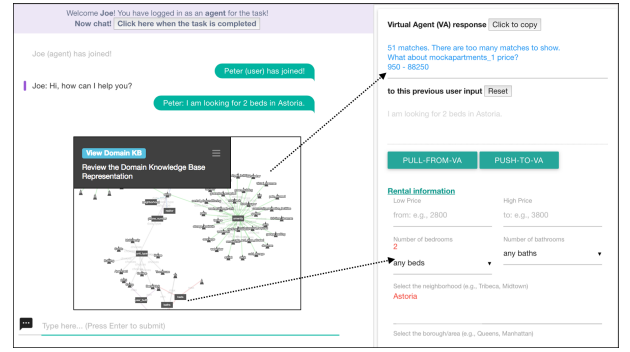 Welcome Joe! You have logged in as an agent for the task!
Now chat! Click here when the task is completed
Joe (agent) has joined!
Peter (user) has joined!
Joe: Hi, how can I help you?
Peter: I am looking for 2 beds in Astoria.
View Domain KB
Review the Domain Knowledge Base
Representation
Type here... (Press Enter to submit)
Virtual Agent (VA) response Click to copy
51 matches. There are too many matches to show.
What about mockapartments_1 price?
950 - 88250
to this previous user input Reset
I am looking for 2 beds in Astoria.
PULL-FROM-VA PUSH-TO-VA
Rental information
Low Price High Price
from: e.g., 2800 to: e.g., 3800
Number of bedrooms Number of bathrooms
2
any beds any baths
Select the neighborhood (e.g., Tribeca, Midtown)
Astoria
Select the borough/area (e.g., Queens, Manhattan)